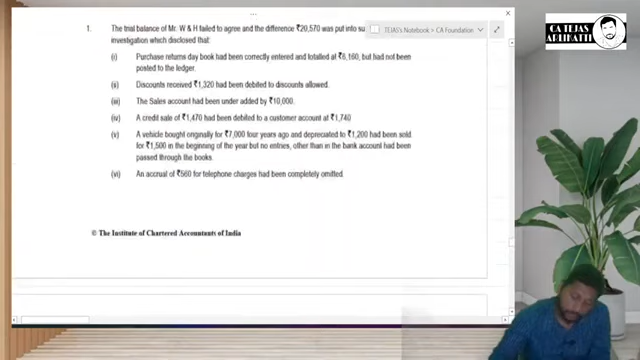 CA TEJAS
ARLIKATTI
TEJAS's Notebook > CA Foundation
1. The trial balance of Mr. W & H failed to agree and the difference ₹20,570 was put into su
investigation which disclosed that:
(i) Purchase returns day book had been correctly entered and totalled at ₹6,160, but had not been
posted to the ledger.
(ii) Discounts received ₹1,320 had been debited to discounts allowed.
(iii) The Sales account had been under added by ₹10,000.
(iv) A credit sale of ₹1,470 had been debited to a customer account at ₹1,740
(v) A vehicle bought originally for ₹7,000 four years ago and depreciated to ₹1,200 had been sold
for ₹1,500 in the beginning of the year but no entries, other than in the bank account had been
passed through the books.
(vi) An accrual of ₹560 for telephone charges had been completely omitted.
© The Institute of Chartered Accountants of India